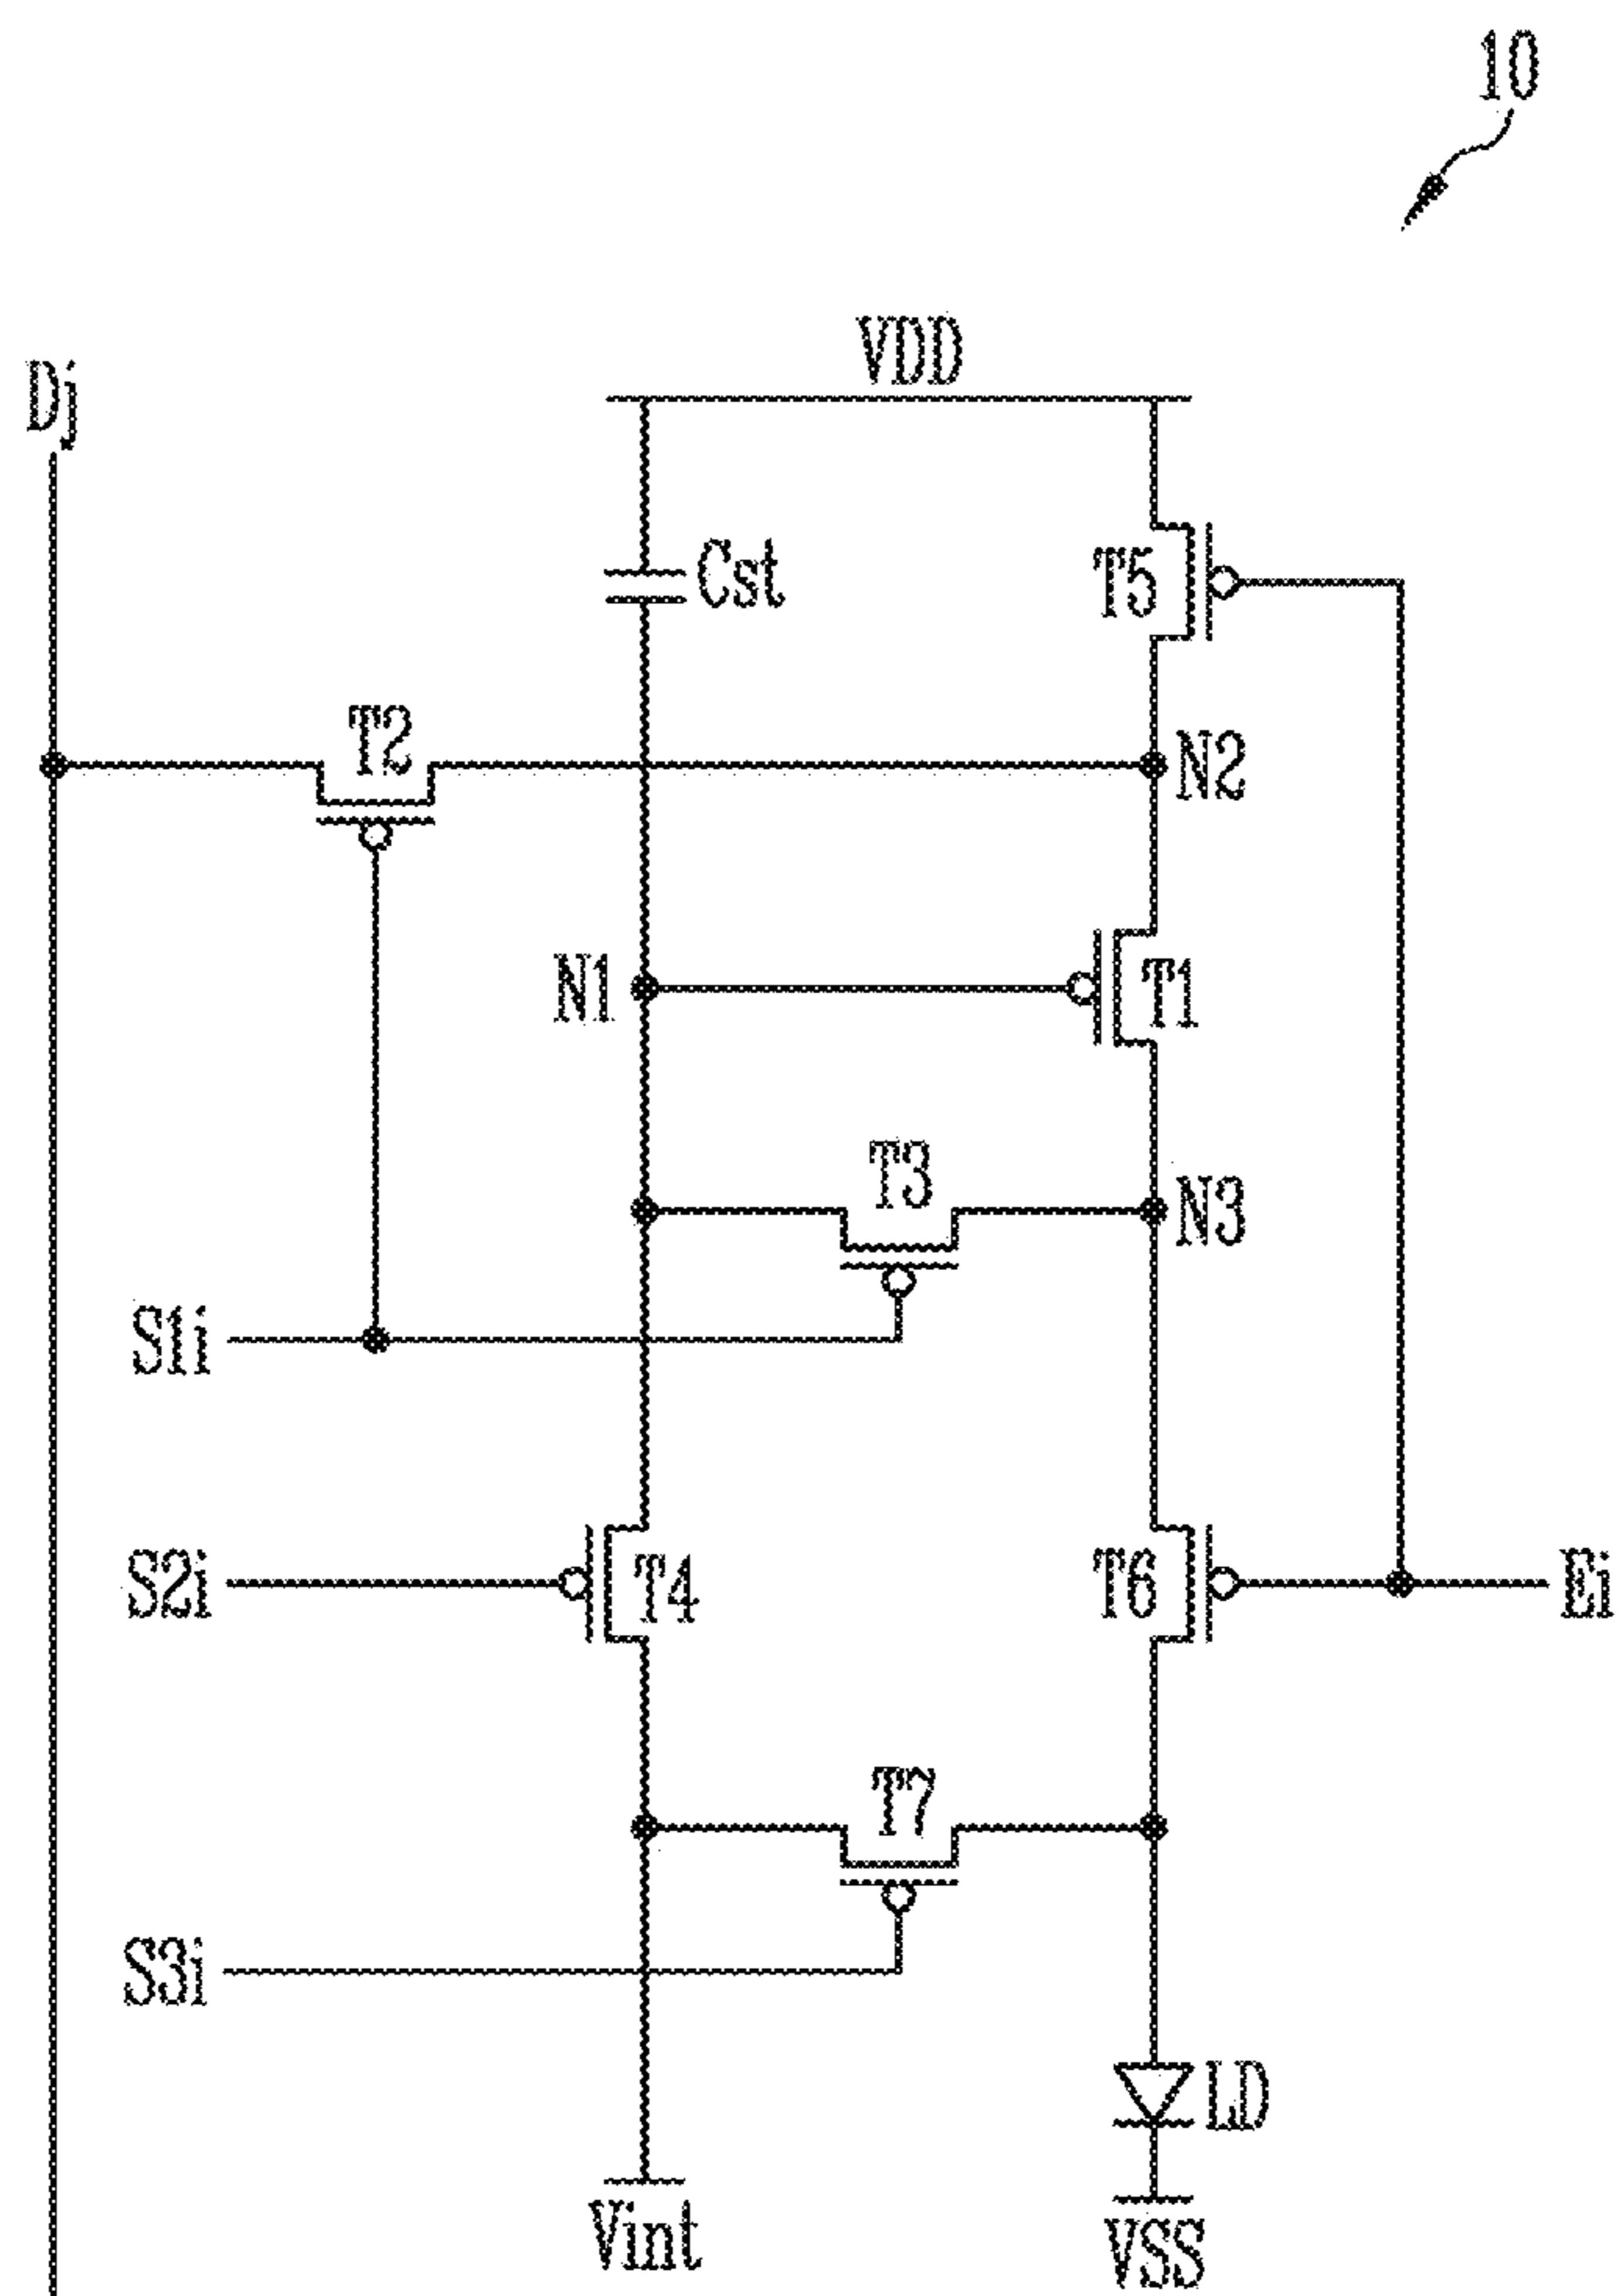 10
VDD
Dj
Cst
T5
T2
N2
N1
T1
T3
N3
S1i
S2i
T4
T6
Ei
T7
S3i
LD
Vint
VSS